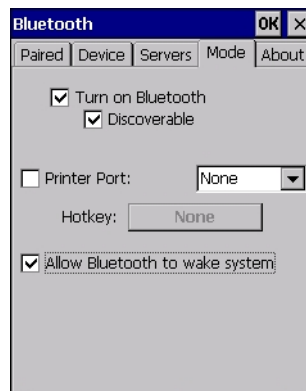 Bluetooth OK ×
Paired Device Servers Mode About
Turn on Bluetooth
Discoverable
Printer Port: None
Hotkey: None
Allow Bluetooth to wake system